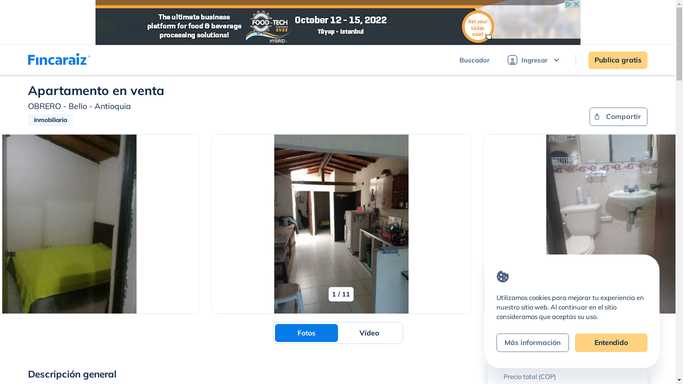 The ultimate business
platform for food & beverage
processing solutions!
FOOD-TECH
HYBRID
October 12 - 15, 2022
Tüyap - Istanbul
Get your
ticket
now!
Fincaraiz
Buscador
Ingresar
Publica gratis
Apartamento en venta
OBRERO - Bello - Antioquia
Inmobiliaria
Compartir
1 / 11
Fotos
Video
Utilizamos cookies para mejorar tu experiencia en
nuestro sitio web. Al continuar en el sitio
consideramos que aceptas su uso.
Más información
Entendido
Descripción general
Precio total (COP)